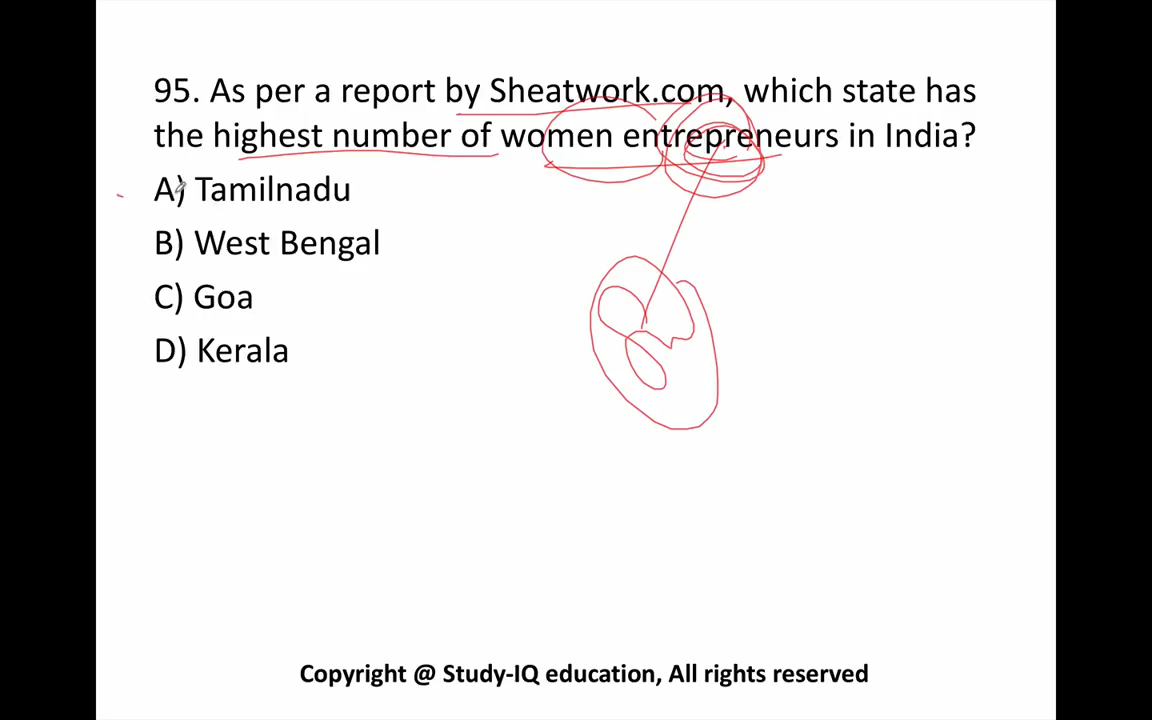 95. As per a report by Sheatwork.com, which state has
the highest number of women entrepreneurs in India?
A) Tamilnadu
B) West Bengal
C) Goa
D) Kerala
Copyright @ Study-IQ education, All rights reserved